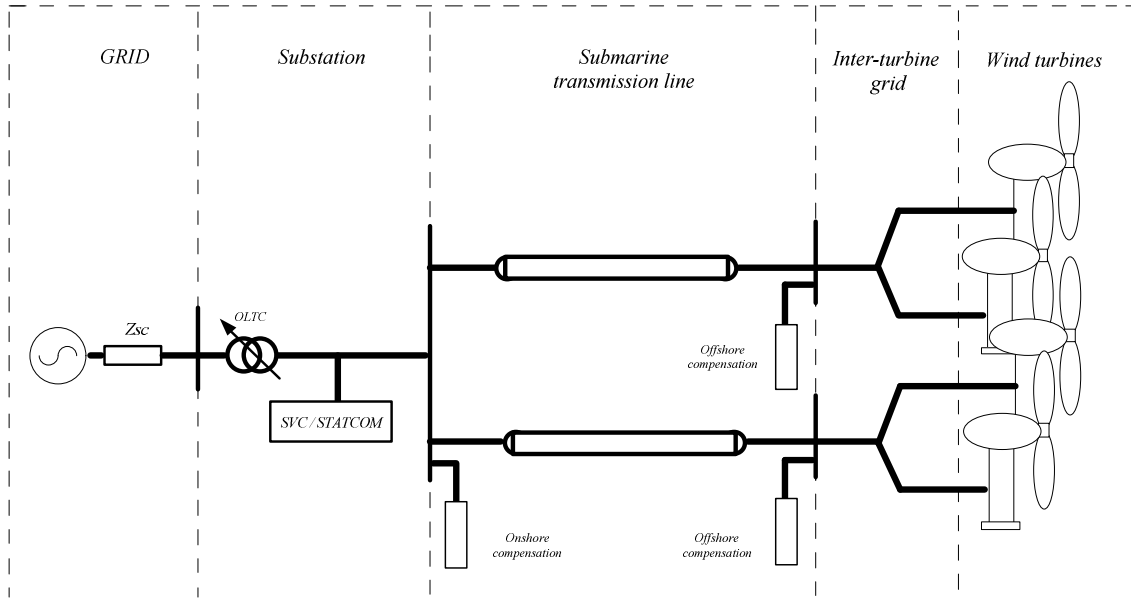 GRID
Substation
Submarine
transmission line
Inter-turbine
grid
Wind turbines
Zsc
OLTC
SVC / STATCOM
Offshore
compensation
Onshore
compensation
Offshore
compensation